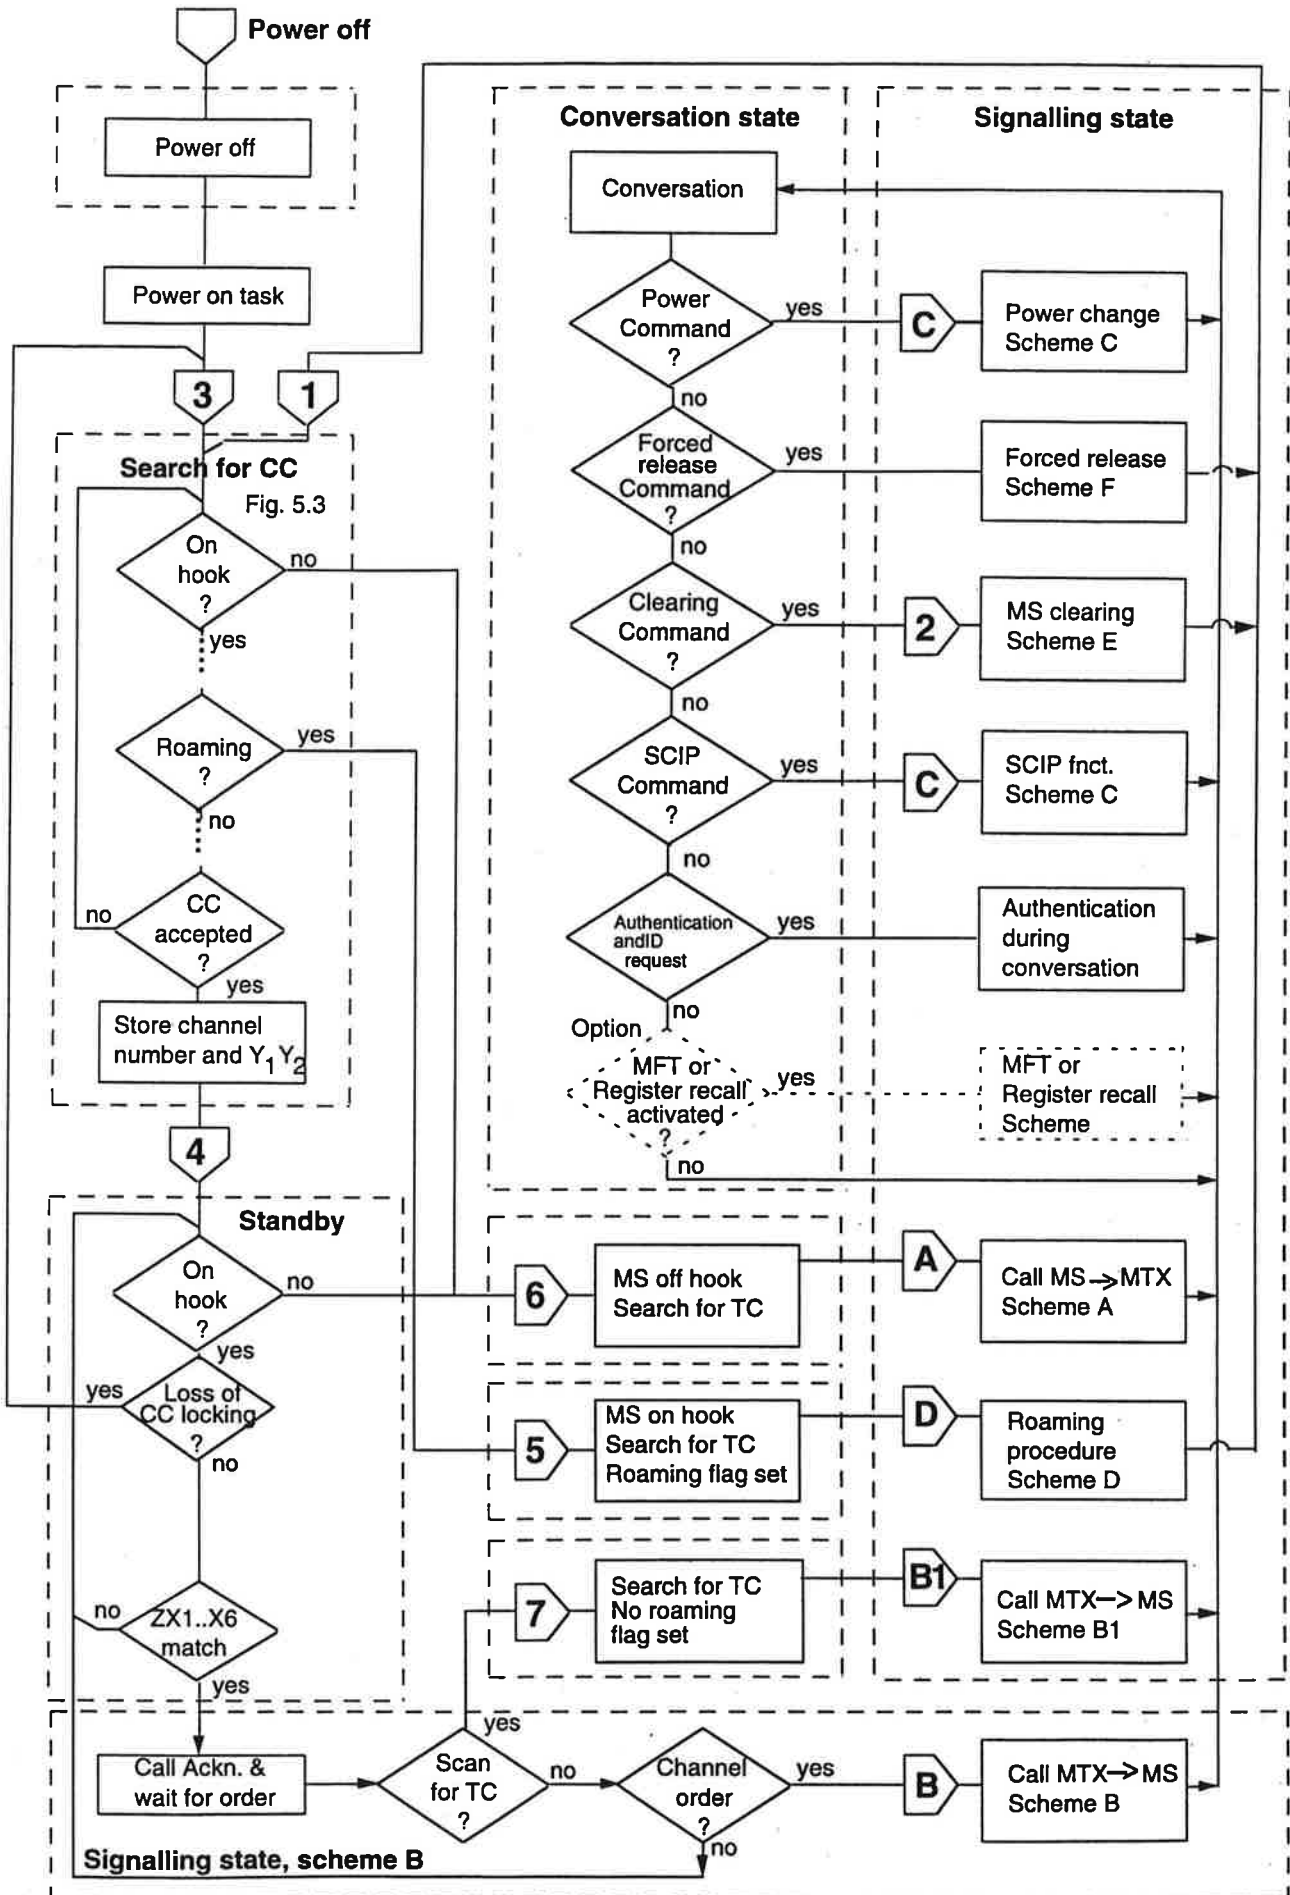 Power off
Power off
Power on task
3
1
Search for CC
Fig. 5.3
On
hook
?
no
yes
Roaming
?
yes
no
CC
accepted
?
no
yes
Store channel
number and Y1 Y2
4
Standby
On
hook
?
no
yes
Loss of
CC locking
?
yes
no
ZX1..X6
match
no
yes
Conversation state
Conversation
Power
Command
?
yes
no
Forced
release
Command
?
yes
no
Clearing
Command
?
yes
no
SCIP
Command
?
yes
no
Authentication
andID
request
yes
no
Option
MFT or
Register recall
activated
?
yes
no
Signalling state
C
Power change
Scheme C
Forced release
Scheme F
2
MS clearing
Scheme E
C
SCIP fnct.
Scheme C
Authentication
during
conversation
MFT or
Register recall
Scheme
6
MS off hook
Search for TC
A
Call MS->MTX
Scheme A
5
MS on hook
Search for TC
Roaming flag set
D
Roaming
procedure
Scheme D
7
Search for TC
No roaming
flag set
B1
Call MTX->MS
Scheme B1
Call Ackn. &
wait for order
Scan
for TC
?
yes
no
Channel
order
?
yes
no
B
Call MTX->MS
Scheme B
Signalling state, scheme B